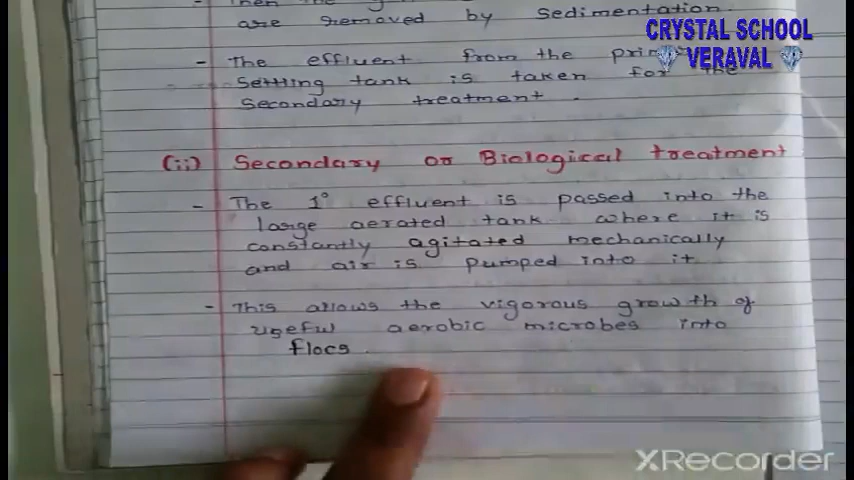 are removed by sedimentation.
CRYSTAL SCHOOL
VERAVAL
- The effluent from the
settling tank is taken for the
secondary treatment.
(ii) Secondary or Biological treatment
- The 1° effluent is passed into the
large aerated tank where it is
constantly agitated mechanically
and air is pumped into it
- This allows the vigorous growth of
useful aerobic microbes into
flocs.
XRecorder